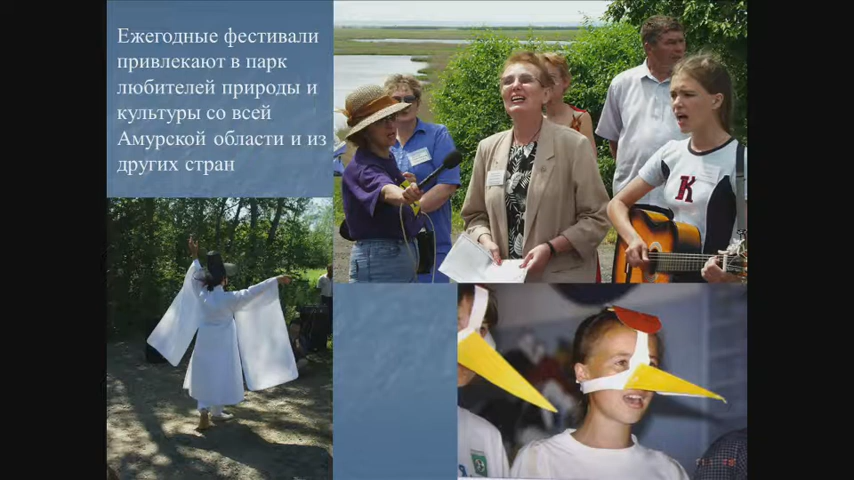 Ежегодные фестивали
привлекают в парк
любителей природы и
культуры со всей
Амурской области и из
других стран
K